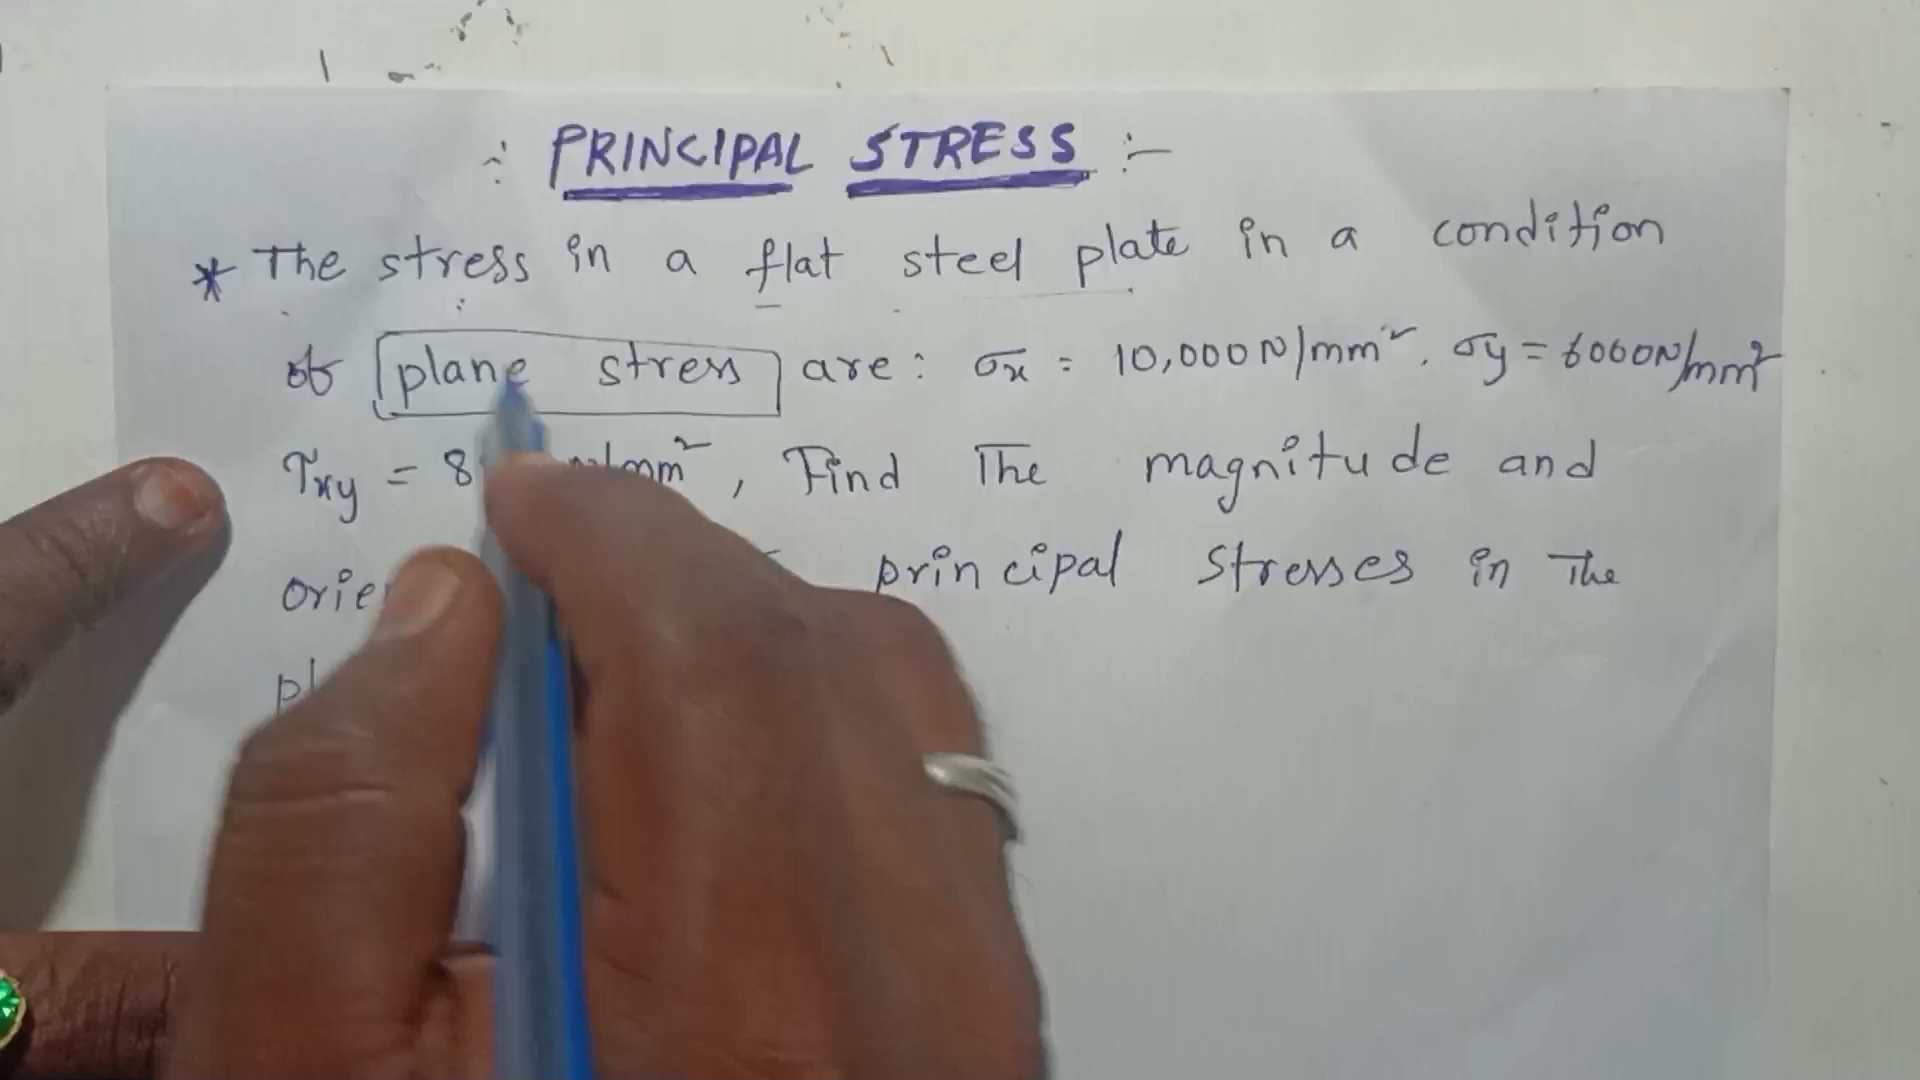 :- PRINCIPAL STRESS :-
* The stress in a flat steel plate in a condition
of plane stress are: σx = 10,000 N/mm², σy = 6000 N/mm²
τxy = 8 /mm², Find The magnitude and
principal stresses in The